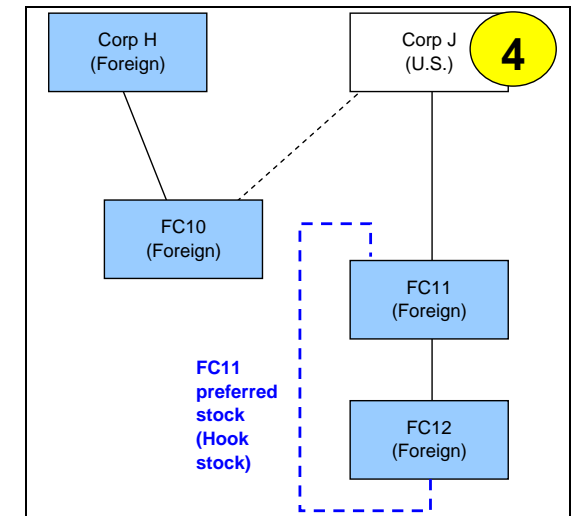 Corp H
(Foreign)
Corp J
(U.S.)
4
FC10
(Foreign)
FC11
(Foreign)
FC11
preferred
stock
(Hook
stock)
FC12
(Foreign)